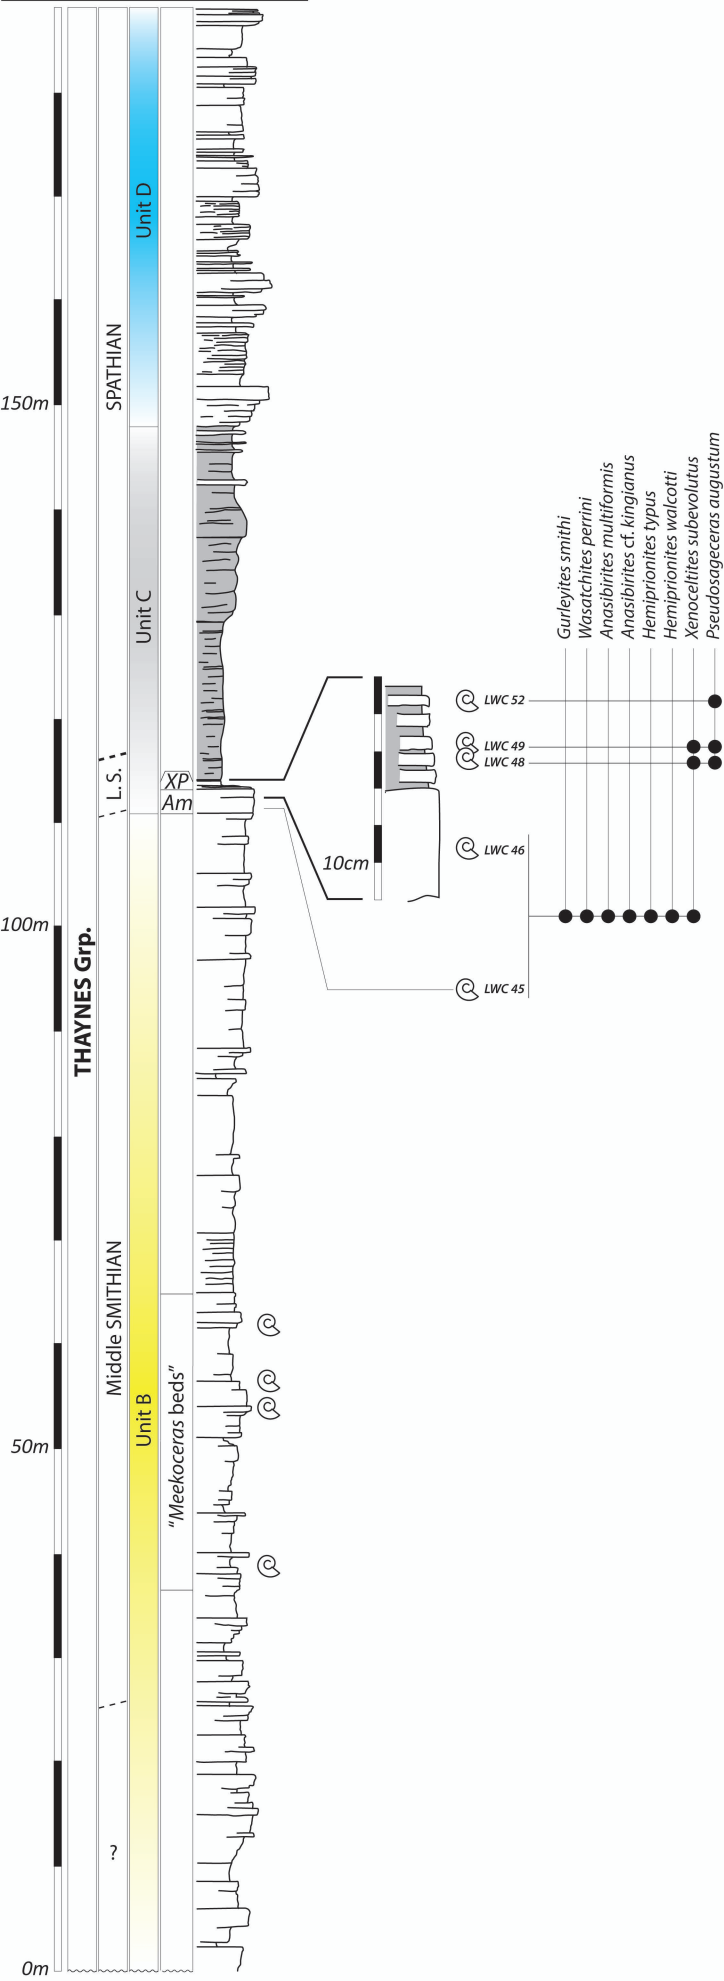 Unit D
SPATHIAN
150m
Unit C
L.S.
XP
Am
100m
THAYNES Grp.
Middle SMITHIAN
Unit B
"Meekoceras beds"
50m
?
0m
10cm
Gurleyites smithi
Wasatchites perrini
Anasibirites multiformis
Anasibirites cf. kingianus
Hemiprionites typus
Hemiprionites walcotti
Xenoceltites subevolutus
Pseudosageceras augustum
LWC 52
LWC 49
LWC 48
LWC 46
LWC 45